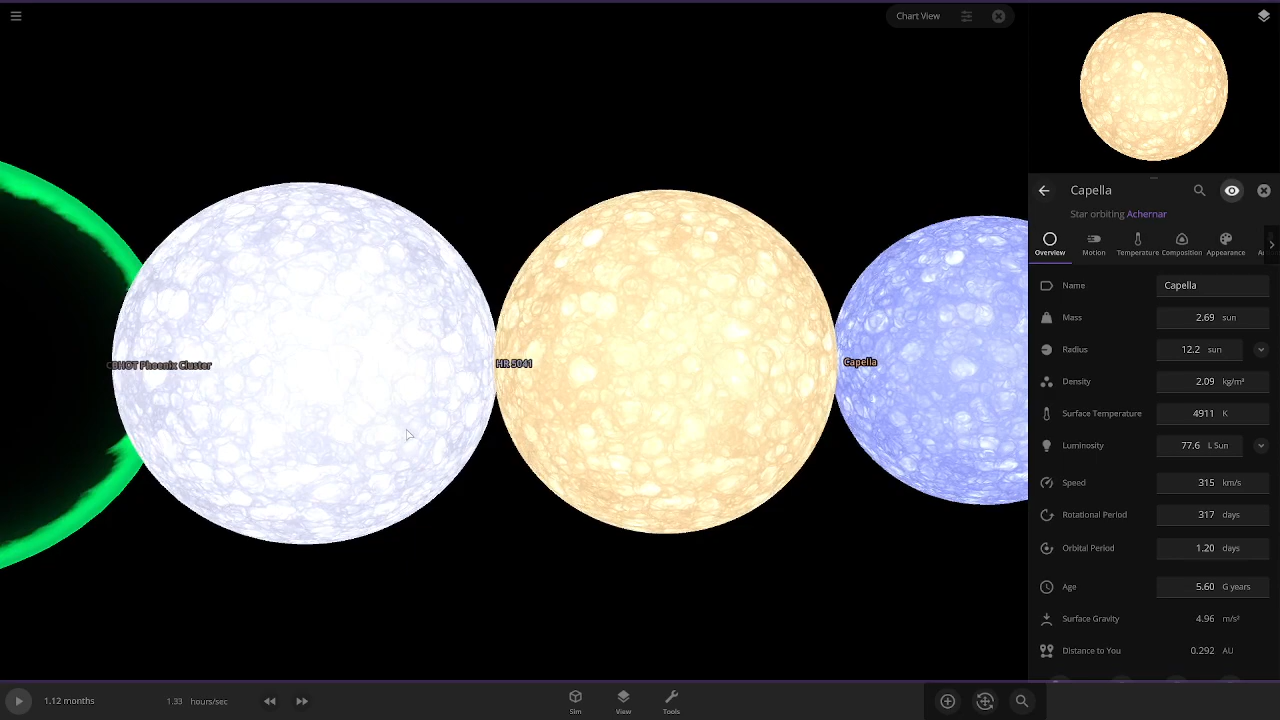 Chart View
CBHOT Phoenix Cluster
HR 5041
Capella
Capella
Star orbiting Achernar
Overview
Motion
Temperature
Composition
Appearance
Name
Capella
Mass
2.69 sun
Radius
12.2 sun
Density
2.09 kg/m³
Surface Temperature
4911 K
Luminosity
77.6 L Sun
Speed
315 km/s
Rotational Period
317 days
Orbital Period
1.20 days
Age
5.60 G years
Surface Gravity
4.96 m/s²
Distance to You
0.292 AU
1.12 months
1.33 hours/sec
Sim
View
Tools